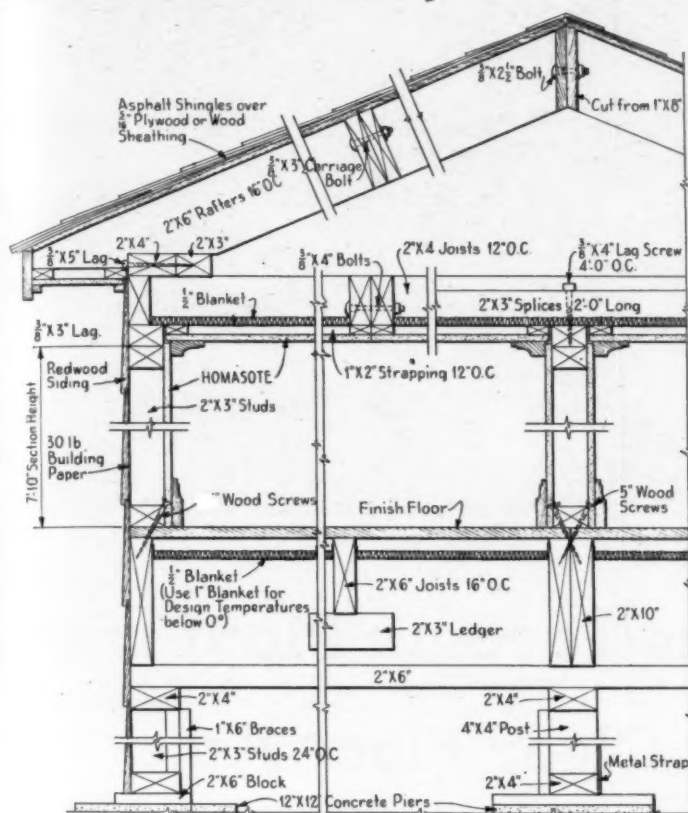 3/8"X2 1/2" Bolt
Cut from 1"X8"
Asphalt Shingles over
5/16" Plywood or Wood
Sheathing
3/8"X3" Carriage
Bolt
2"X6" Rafters 16"O.C.
3/8"X5" Lag
2"X4"
2"X3"
3/8"X4" Bolts
2"X4 Joists 12"O.C.
3/8"X4" Lag Screw
4'0" O.C.
1/2" Blanket
2"X3" Splices 2'-0" Long
3/8"X3" Lag.
HOMASOTE
1"X2" Strapping 12"O.C
Redwood
Siding
2"X3" Studs
7'10" Section Height
30 lb
Building
Paper
Wood Screws
Finish Floor
5" Wood
Screws
1/2" Blanket
(Use 1" Blanket for
Design Temperatures
below 0°)
2"X6" Joists 16"O.C
2"X10"
2"X3" Ledger
2"X6"
2"X4"
2"X4"
1"X6" Braces
4"X4" Post
2"X3" Studs 24"O.C
Metal Strap
2"X6" Block
2"X4"
12"X12" Concrete Piers